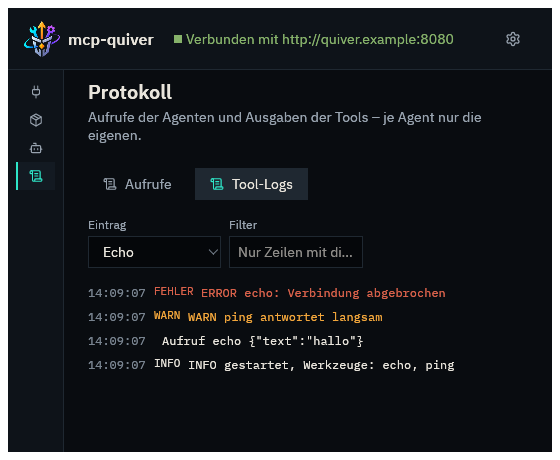 mcp-quiver
Verbunden mit http://quiver.example:8080
Protokoll
Aufrufe der Agenten und Ausgaben der Tools – je Agent nur die
eigenen.
Aufrufe
Tool-Logs
Eintrag
Filter
Echo
Nur Zeilen mit di...
14:09:07 FEHLER ERROR echo: Verbindung abgebrochen
14:09:07 WARN WARN ping antwortet langsam
14:09:07 Aufruf echo {"text":"hallo"}
14:09:07 INFO INFO gestartet, Werkzeuge: echo, ping